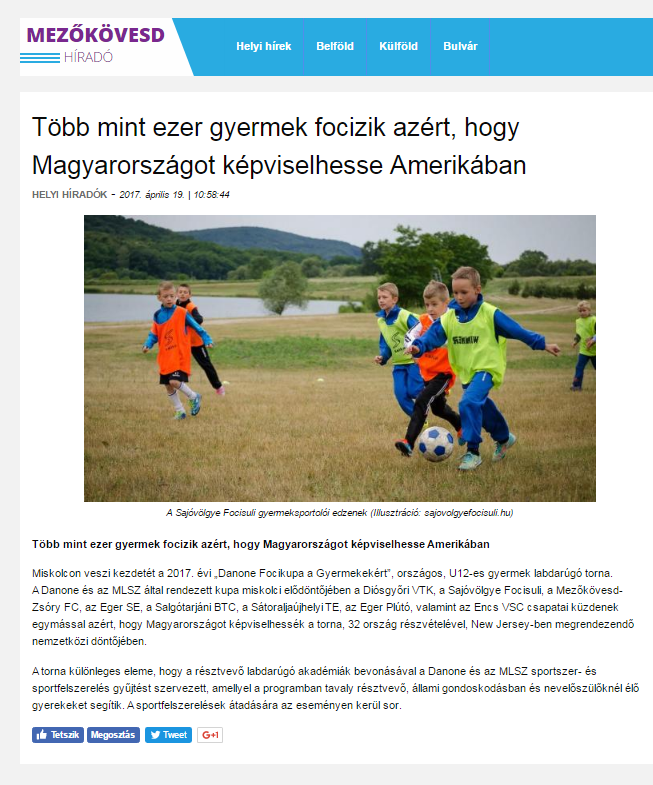 MEZŐKÖVESD
HÍRADÓ
Helyi hírek Belföld Külföld Bulvár
Több mint ezer gyermek focizik azért, hogy
Magyarországot képviselhesse Amerikában
HELYI HÍRADÓK - 2017. április 19. | 10:58:44
A Sajóvölgye Focisuli gyermeksportolói edzenek (Illusztráció: sajovolgyefocisuli.hu)
Több mint ezer gyermek focizik azért, hogy Magyarországot képviselhesse Amerikában
Miskolcon veszi kezdetét a 2017. évi „Danone Focikupa a Gyermekekért”, országos, U12-es gyermek labdarúgó torna.
A Danone és az MLSZ által rendezett kupa miskolci elődöntőjében a Diósgyőri VTK, a Sajóvölgye Focisuli, a Mezőkövesd-
Zsóry FC, az Eger SE, a Salgótarjáni BTC, a Sátoraljaújhelyi TE, az Eger Plútó, valamint az Encs VSC csapatai küzdenek
egymással azért, hogy Magyarországot képviselhessék a torna, 32 ország részvételével, New Jersey-ben megrendezendő
nemzetközi döntőjében.
A torna különleges eleme, hogy a résztvevő labdarúgó akadémiák bevonásával a Danone és az MLSZ sportszer- és
sportfelszerelés gyűjtést szervezett, amellyel a programban tavaly résztvevő, állami gondoskodásban és nevelőszülőknél élő
gyerekeket segítik. A sportfelszerelések átadására az eseményen kerül sor.
Tetszik Megosztás Tweet G+1